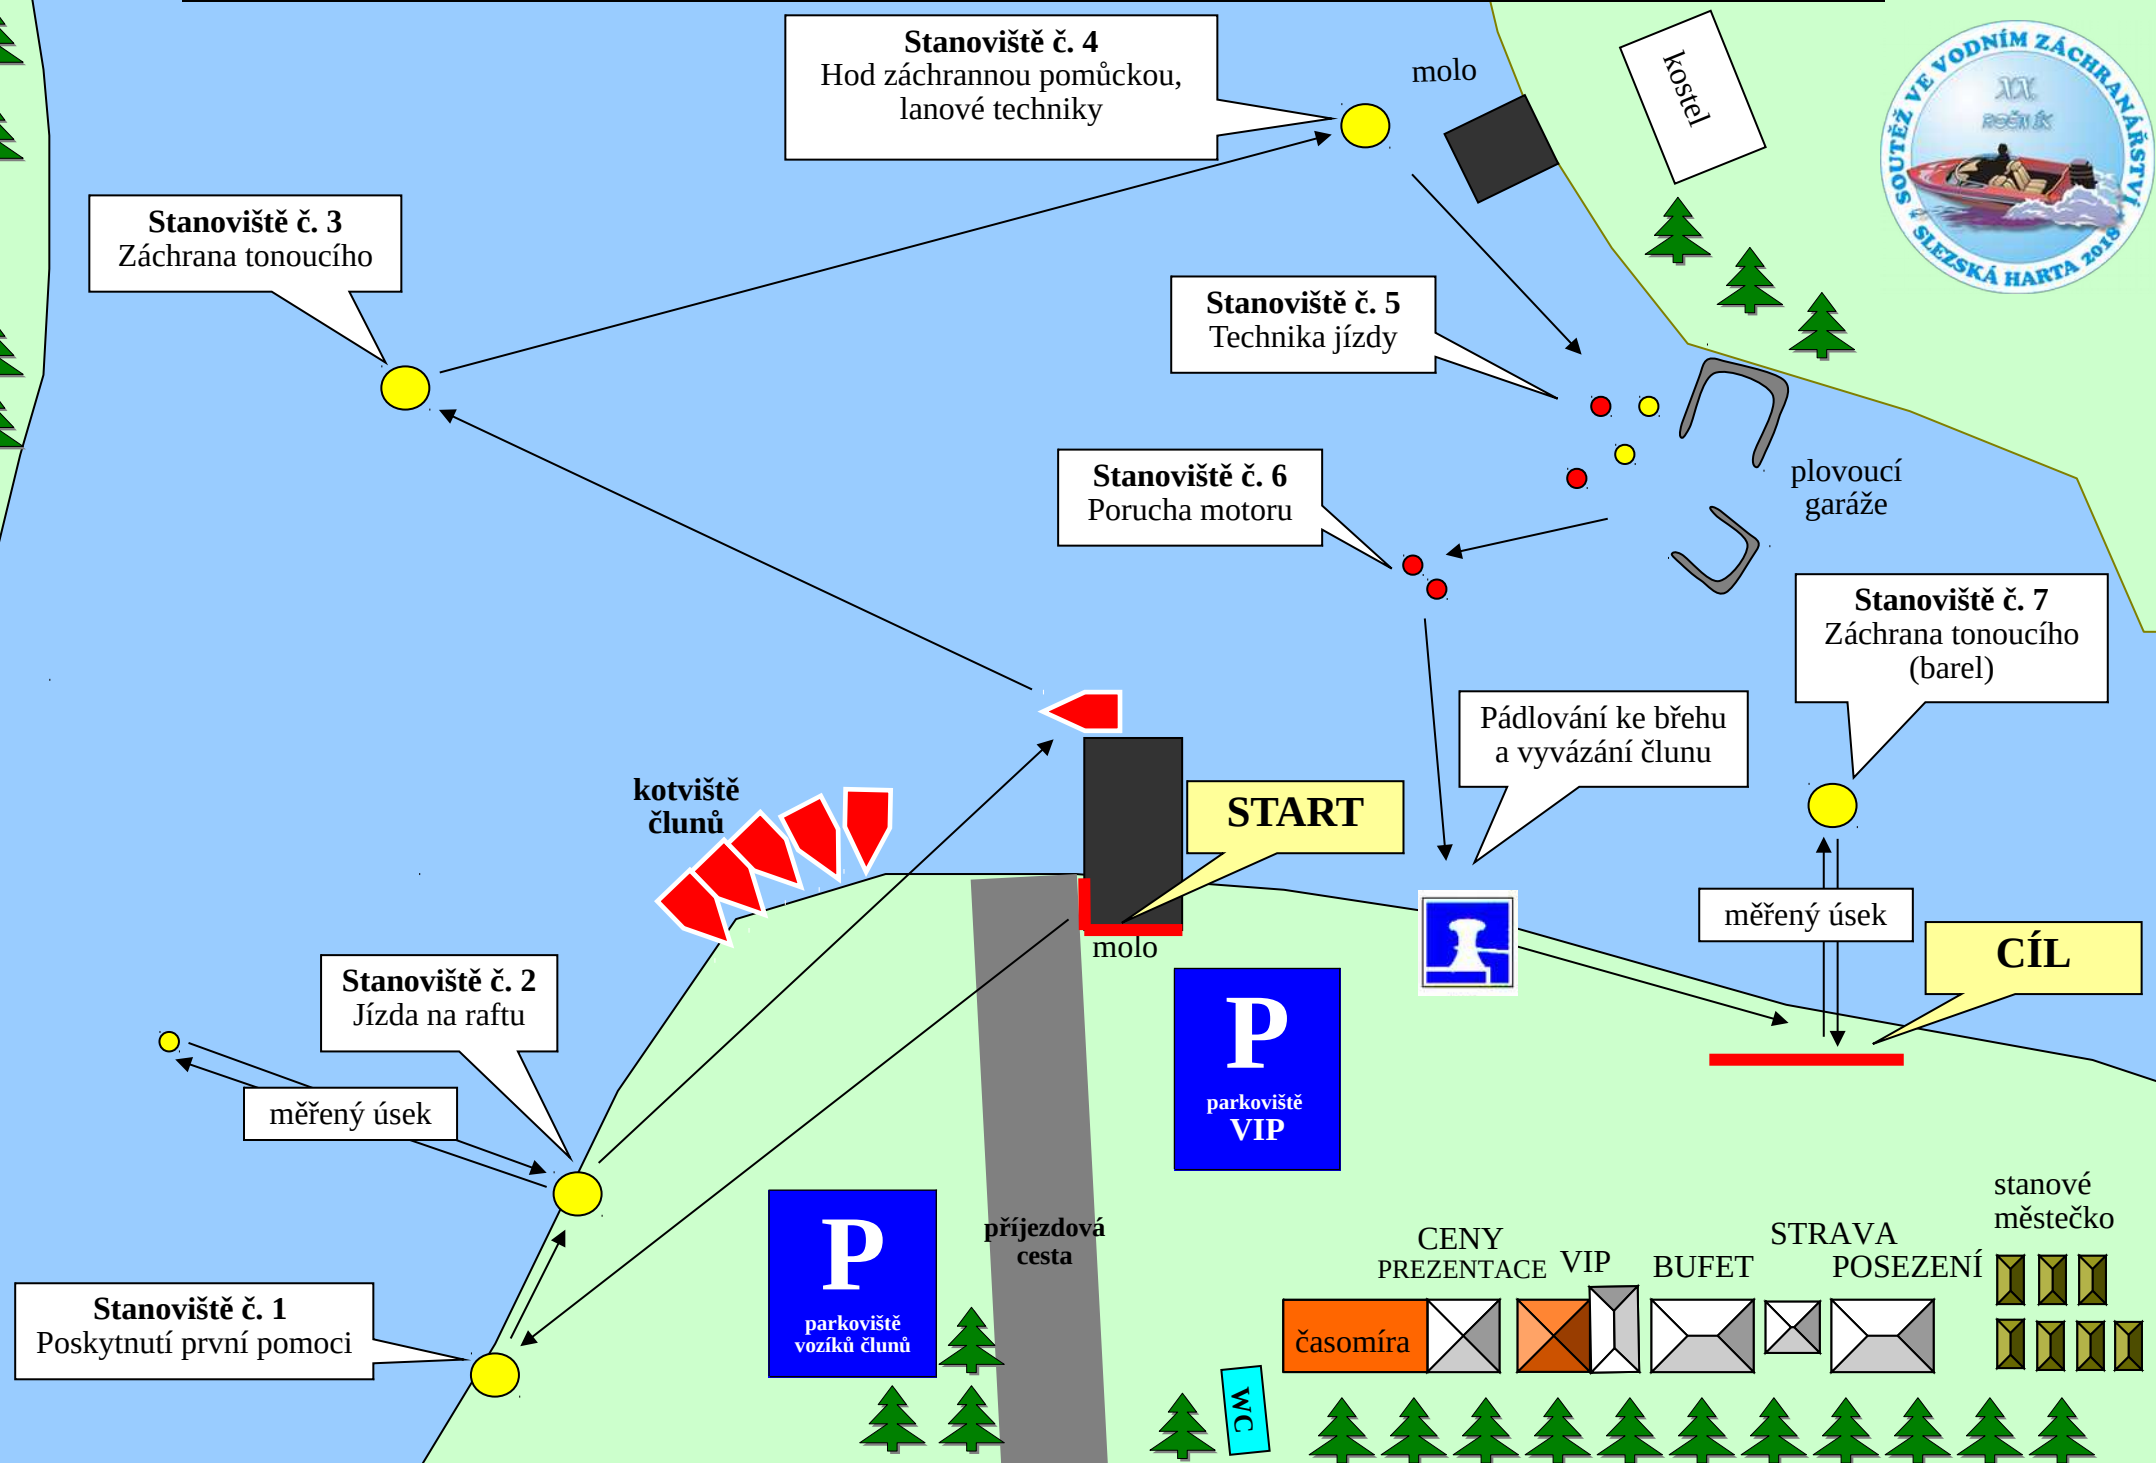 Stanoviště č. 4
Hod záchrannou pomůckou,
lanové techniky
molo
kostel
SOUTĚŽ VE VODNÍM ZÁCHRANÁŘSTVÍ
XX.
ROČNÍK
* SLEZSKÁ HARTA 2018 *
Stanoviště č. 3
Záchrana tonoucího
Stanoviště č. 5
Technika jízdy
Stanoviště č. 6
Porucha motoru
plovoucí
garáže
Stanoviště č. 7
Záchrana tonoucího
(barel)
Pádlování ke břehu
a vyvázání člunu
kotviště
člunů
START
měřený úsek
CÍL
molo
Stanoviště č. 2
Jízda na raftu
měřený úsek
P
parkoviště
VIP
P
parkoviště
vozíků člunů
příjezdová
cesta
Stanoviště č. 1
Poskytnutí první pomoci
CENY
PREZENTACE
VIP
BUFET
STRAVA
POSEZENÍ
stanové
městečko
časomíra
WC